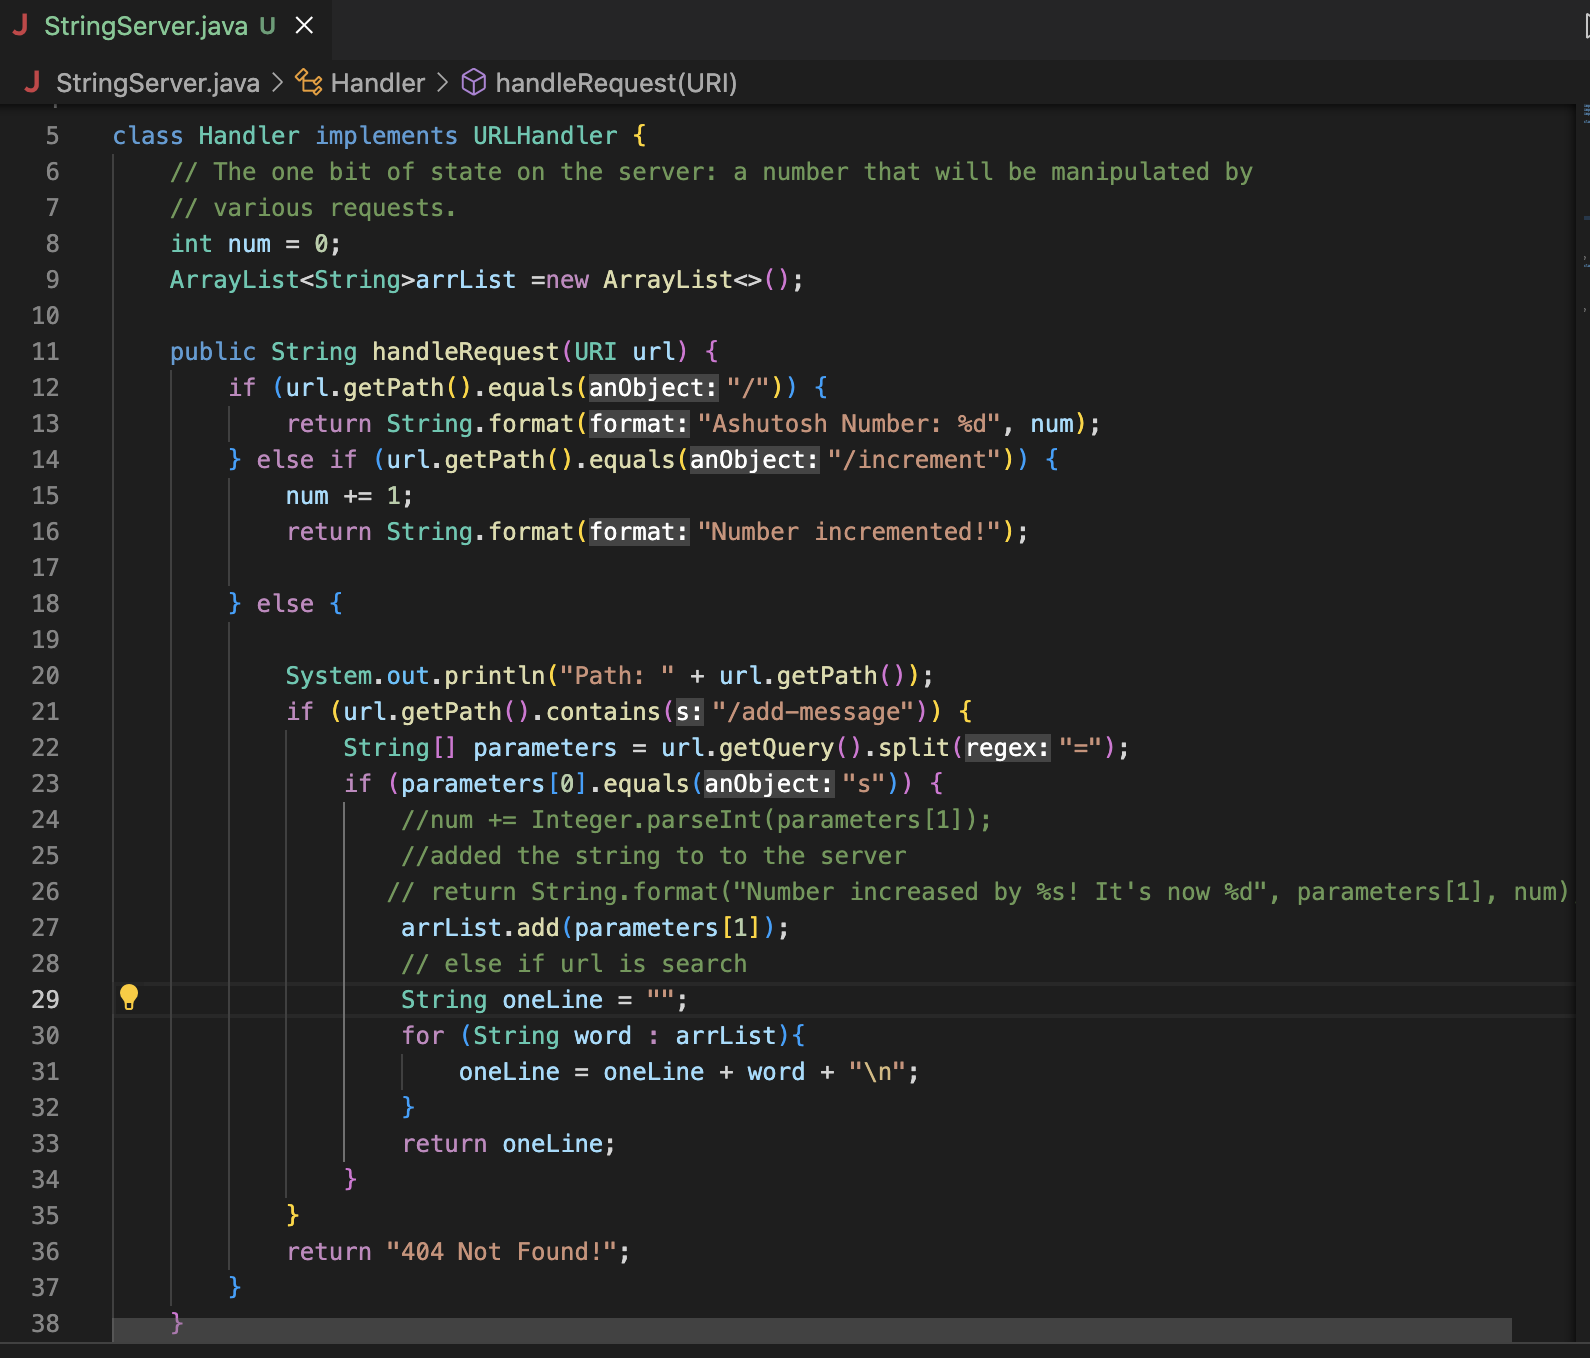 J StringServer.java U ×
J StringServer.java > Handler > handleRequest(URI)
5 class Handler implements URLHandler {
6 // The one bit of state on the server: a number that will be manipulated by
7 // various requests.
8 int num = 0;
9 ArrayList<String>arrList =new ArrayList<>();
10
11 public String handleRequest(URI url) {
12 if (url.getPath().equals(anObject: "/")) {
13 return String.format(format: "Ashutosh Number: %d", num);
14 } else if (url.getPath().equals(anObject: "/increment")) {
15 num += 1;
16 return String.format(format: "Number incremented!");
17
18 } else {
19
20 System.out.println("Path: " + url.getPath());
21 if (url.getPath().contains(s: "/add-message")) {
22 String[] parameters = url.getQuery().split(regex: "=");
23 if (parameters[0].equals(anObject: "s")) {
24 //num += Integer.parseInt(parameters[1]);
25 //added the string to to the server
26 // return String.format("Number increased by %s! It's now %d", parameters[1], num)
27 arrList.add(parameters[1]);
28 // else if url is search
29 String oneLine = "";
30 for (String word : arrList){
31 oneLine = oneLine + word + "\n";
32 }
33 return oneLine;
34 }
35 }
36 return "404 Not Found!";
37 }
38 }